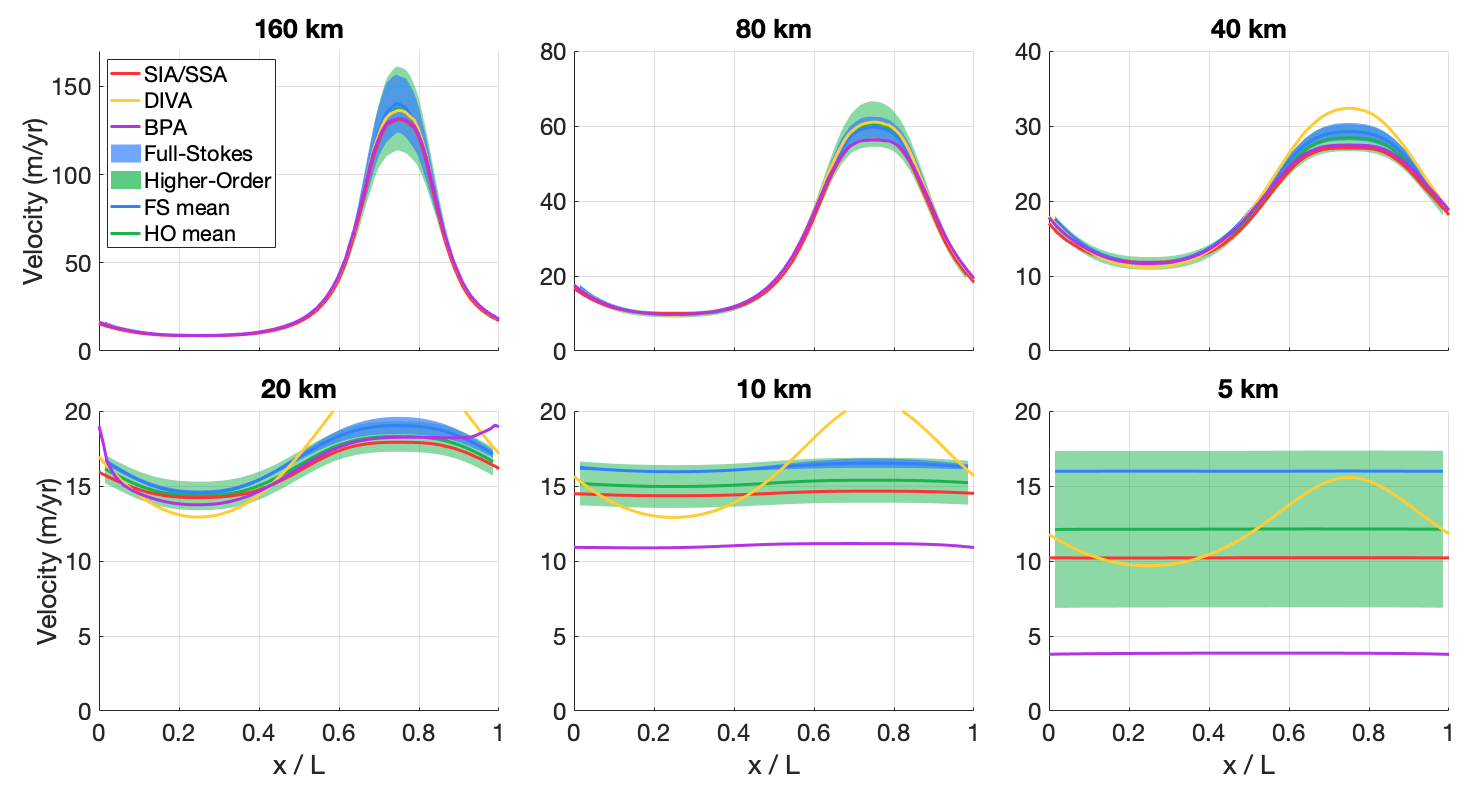 160 km
80 km
40 km
Velocity (m/yr)
150
100
50
0
SIA/SSA
DIVA
BPA
Full-Stokes
Higher-Order
FS mean
HO mean
80
60
40
20
0
40
30
20
10
0
20 km
10 km
5 km
Velocity (m/yr)
20
15
10
5
0
20
15
10
5
0
20
15
10
5
0
0 0.2 0.4 0.6 0.8 1
0 0.2 0.4 0.6 0.8 1
0 0.2 0.4 0.6 0.8 1
x / L
x / L
x / L